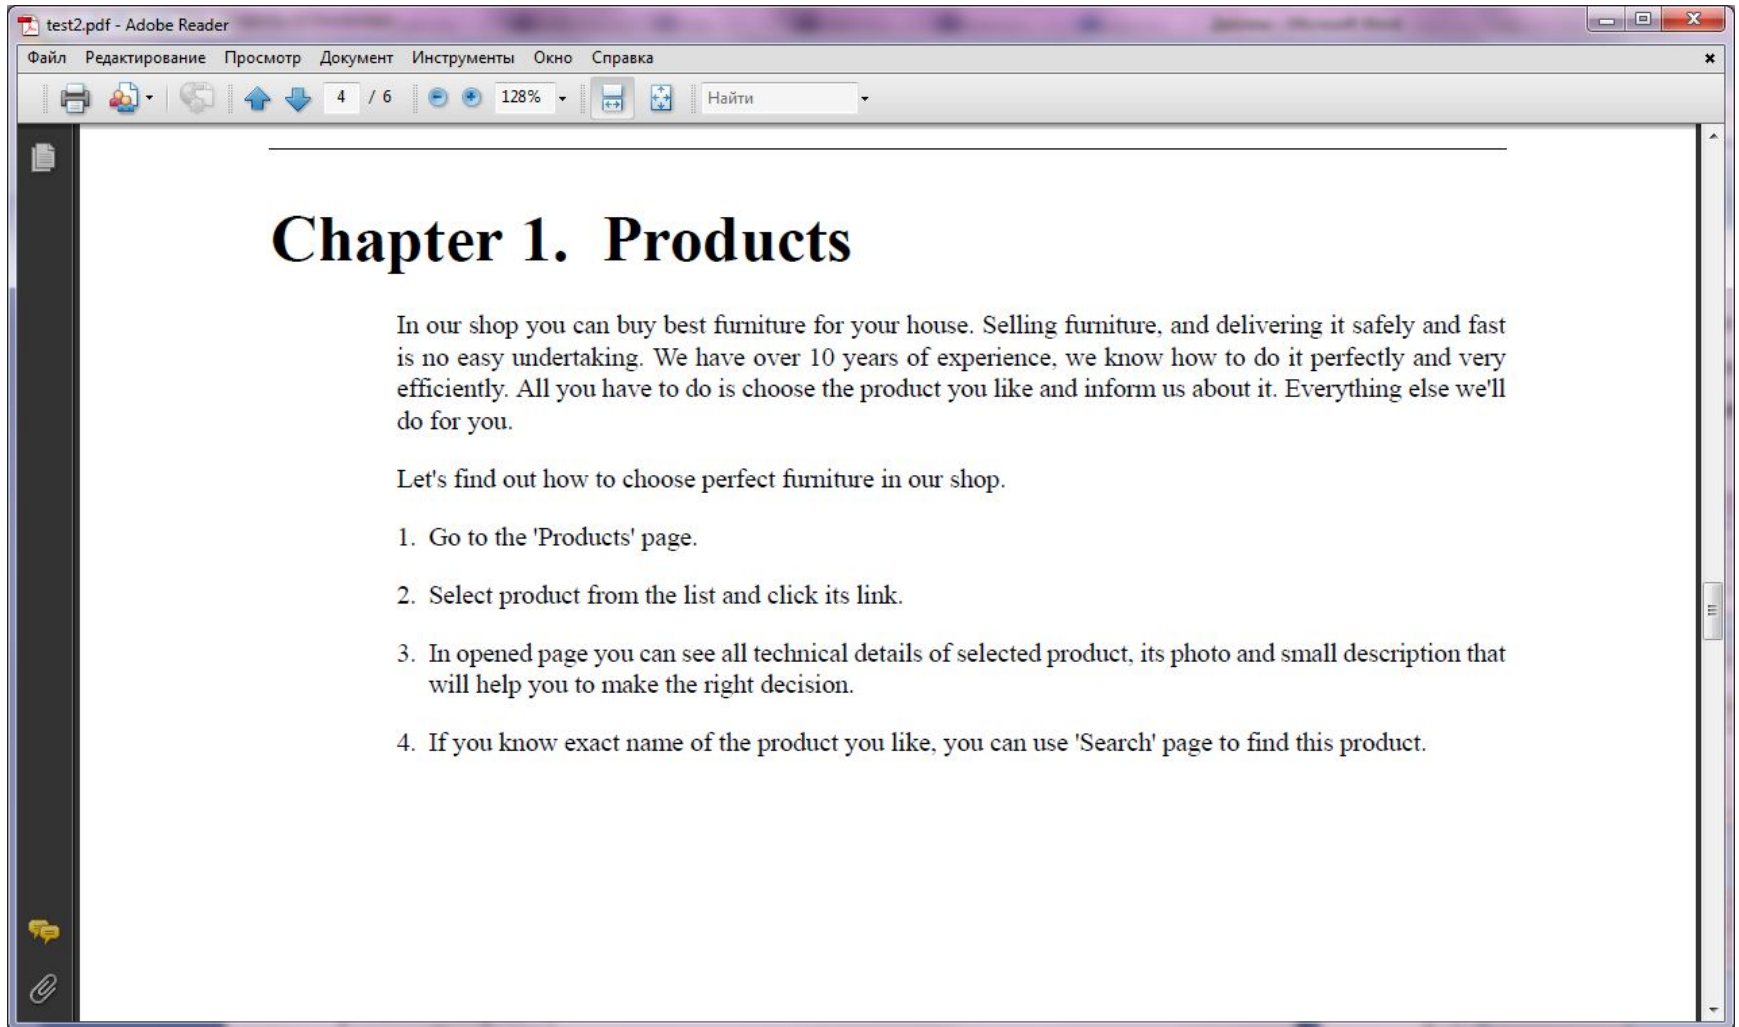 test2.pdf - Adobe Reader
Файл Редактирование Просмотр Документ Инструменты Окно Справка
4 / 6 128% Найти
Chapter 1. Products
In our shop you can buy best furniture for your house. Selling furniture, and delivering it safely and fast
is no easy undertaking. We have over 10 years of experience, we know how to do it perfectly and very
efficiently. All you have to do is choose the product you like and inform us about it. Everything else we'll
do for you.
Let's find out how to choose perfect furniture in our shop.
1. Go to the 'Products' page.
2. Select product from the list and click its link.
3. In opened page you can see all technical details of selected product, its photo and small description that
will help you to make the right decision.
4. If you know exact name of the product you like, you can use 'Search' page to find this product.